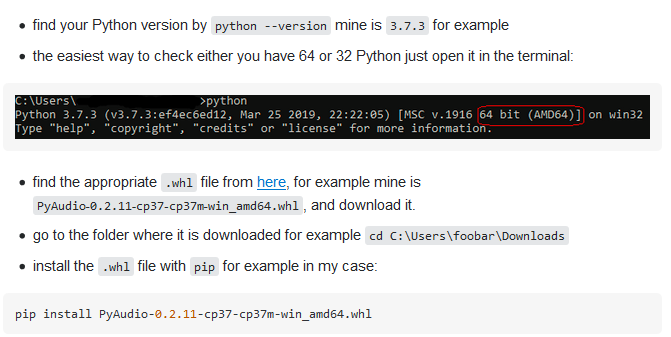 find your Python version by python --version mine is 3.7.3 for example
the easiest way to check either you have 64 or 32 Python just open it in the terminal:
C:\Users\ >python
Python 3.7.3 (v3.7.3:ef4ec6ed12, Mar 25 2019, 22:22:05) [MSC v.1916 64 bit (AMD64)] on win32
Type "help", "copyright", "credits" or "license" for more information.
find the appropriate .whl file from here, for example mine is
PyAudio‑0.2.11‑cp37‑cp37m‑win_amd64.whl , and download it.
go to the folder where it is downloaded for example cd C:\Users\foobar\Downloads
install the .whl file with pip for example in my case:
pip install PyAudio-0.2.11-cp37-cp37m-win_amd64.whl